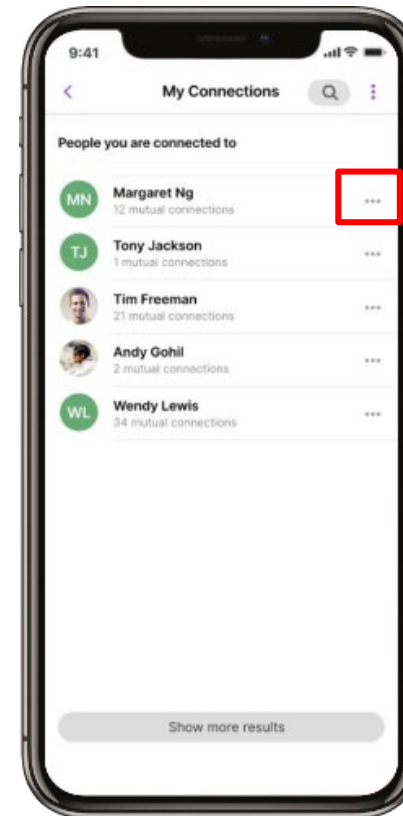 9:41
My Connections
People you are connected to
MN
Margaret Ng
12 mutual connections
TJ
Tony Jackson
1 mutual connections
Tim Freeman
21 mutual connections
Andy Gohil
2 mutual connections
WL
Wendy Lewis
34 mutual connections
Show more results